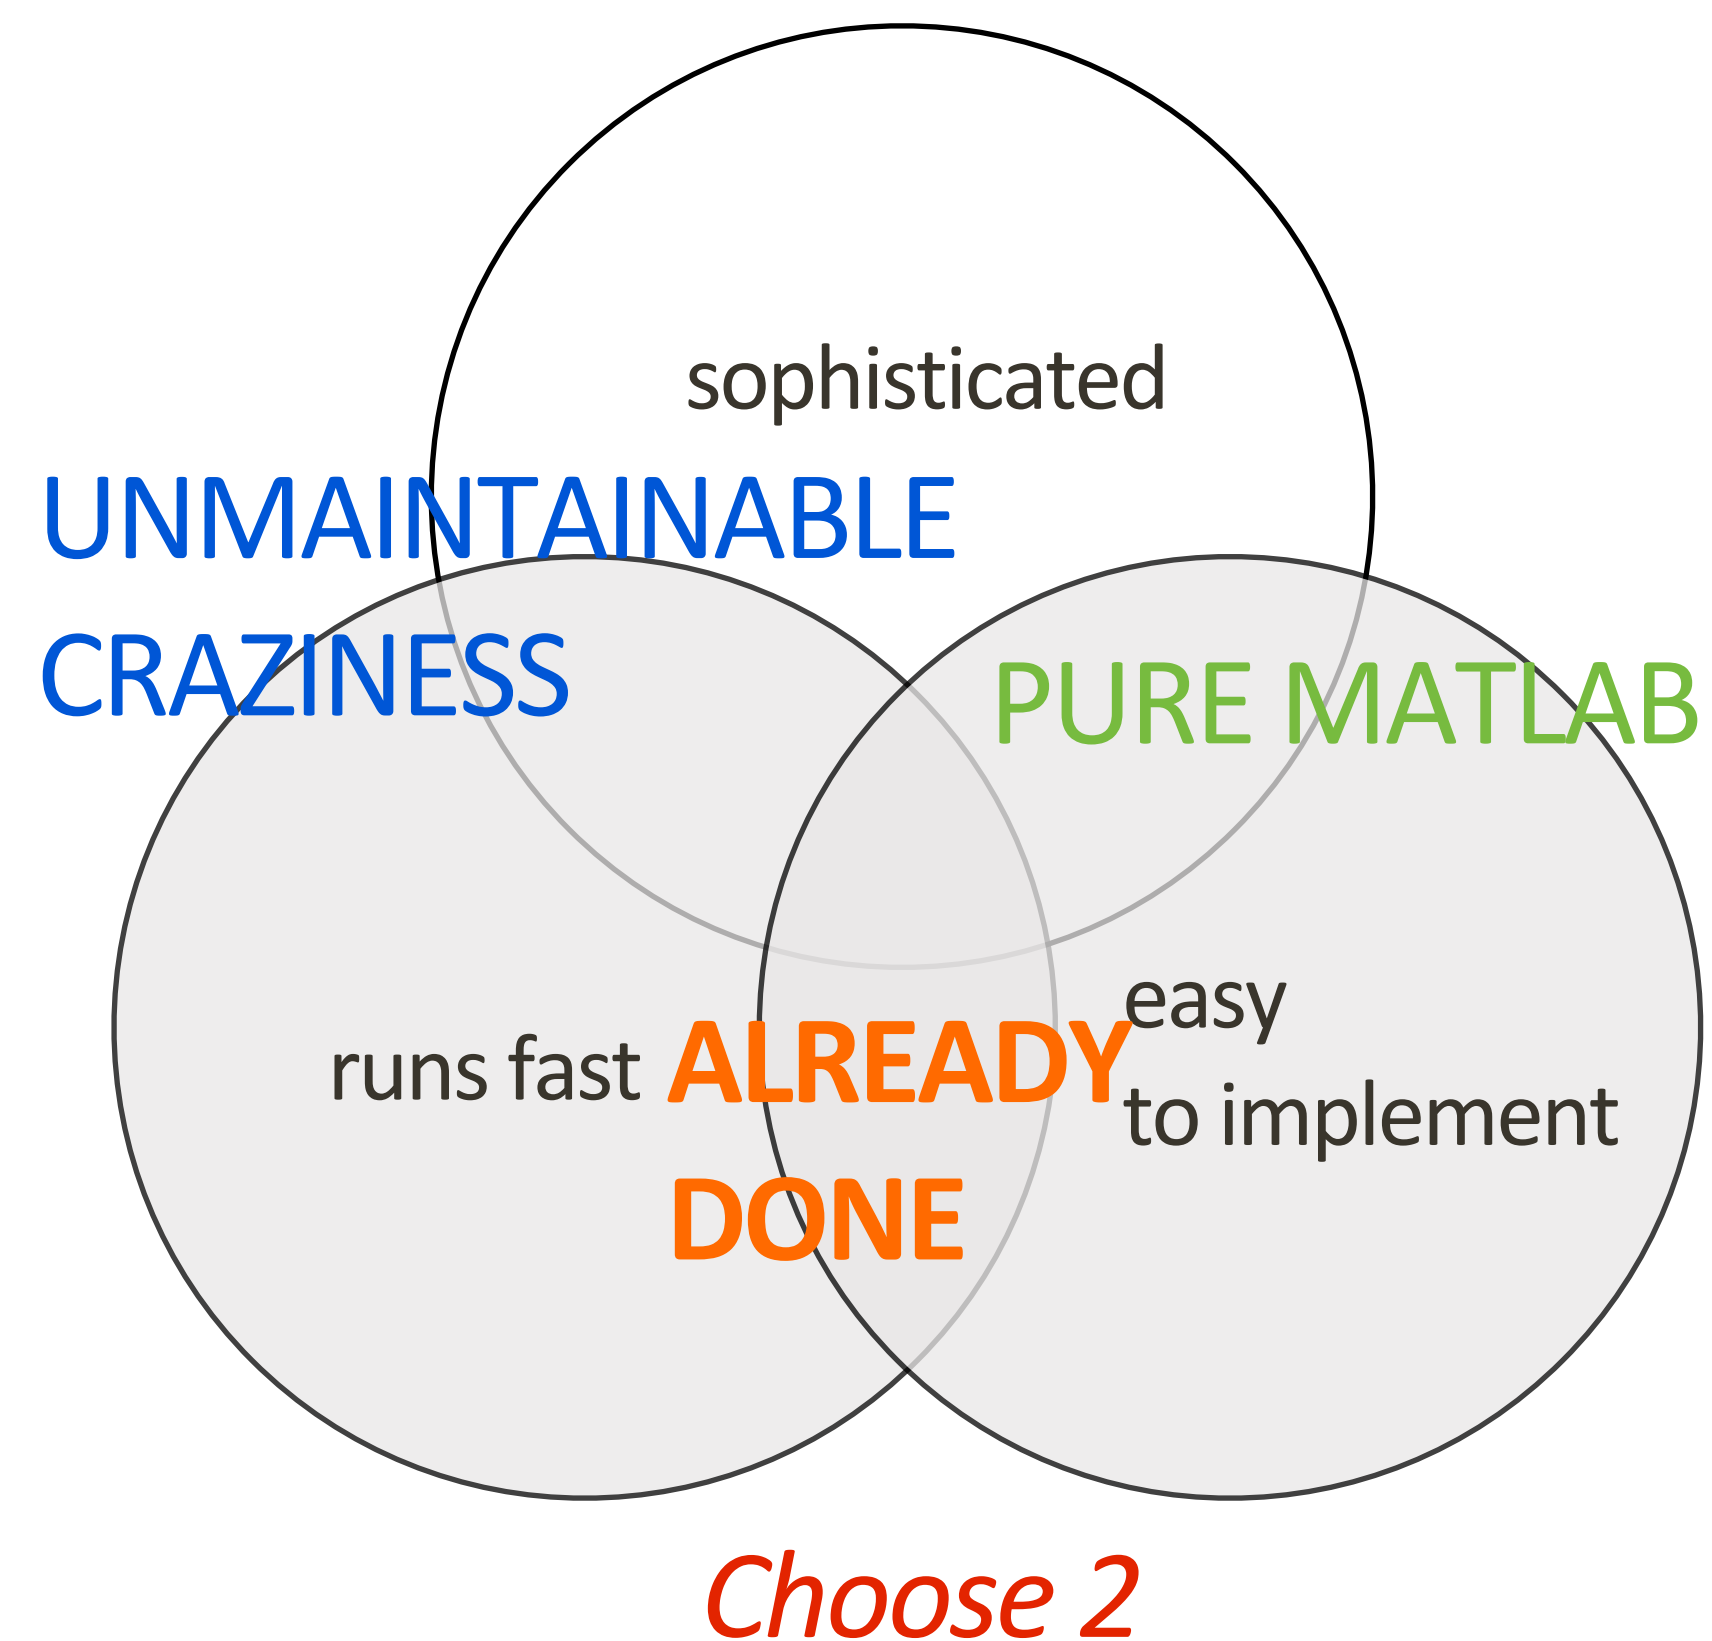 sophisticated
UNMAINTAINABLE
CRAZINESS
PURE MATLAB
runs fast
ALREADY
DONE
easy
to implement
Choose 2